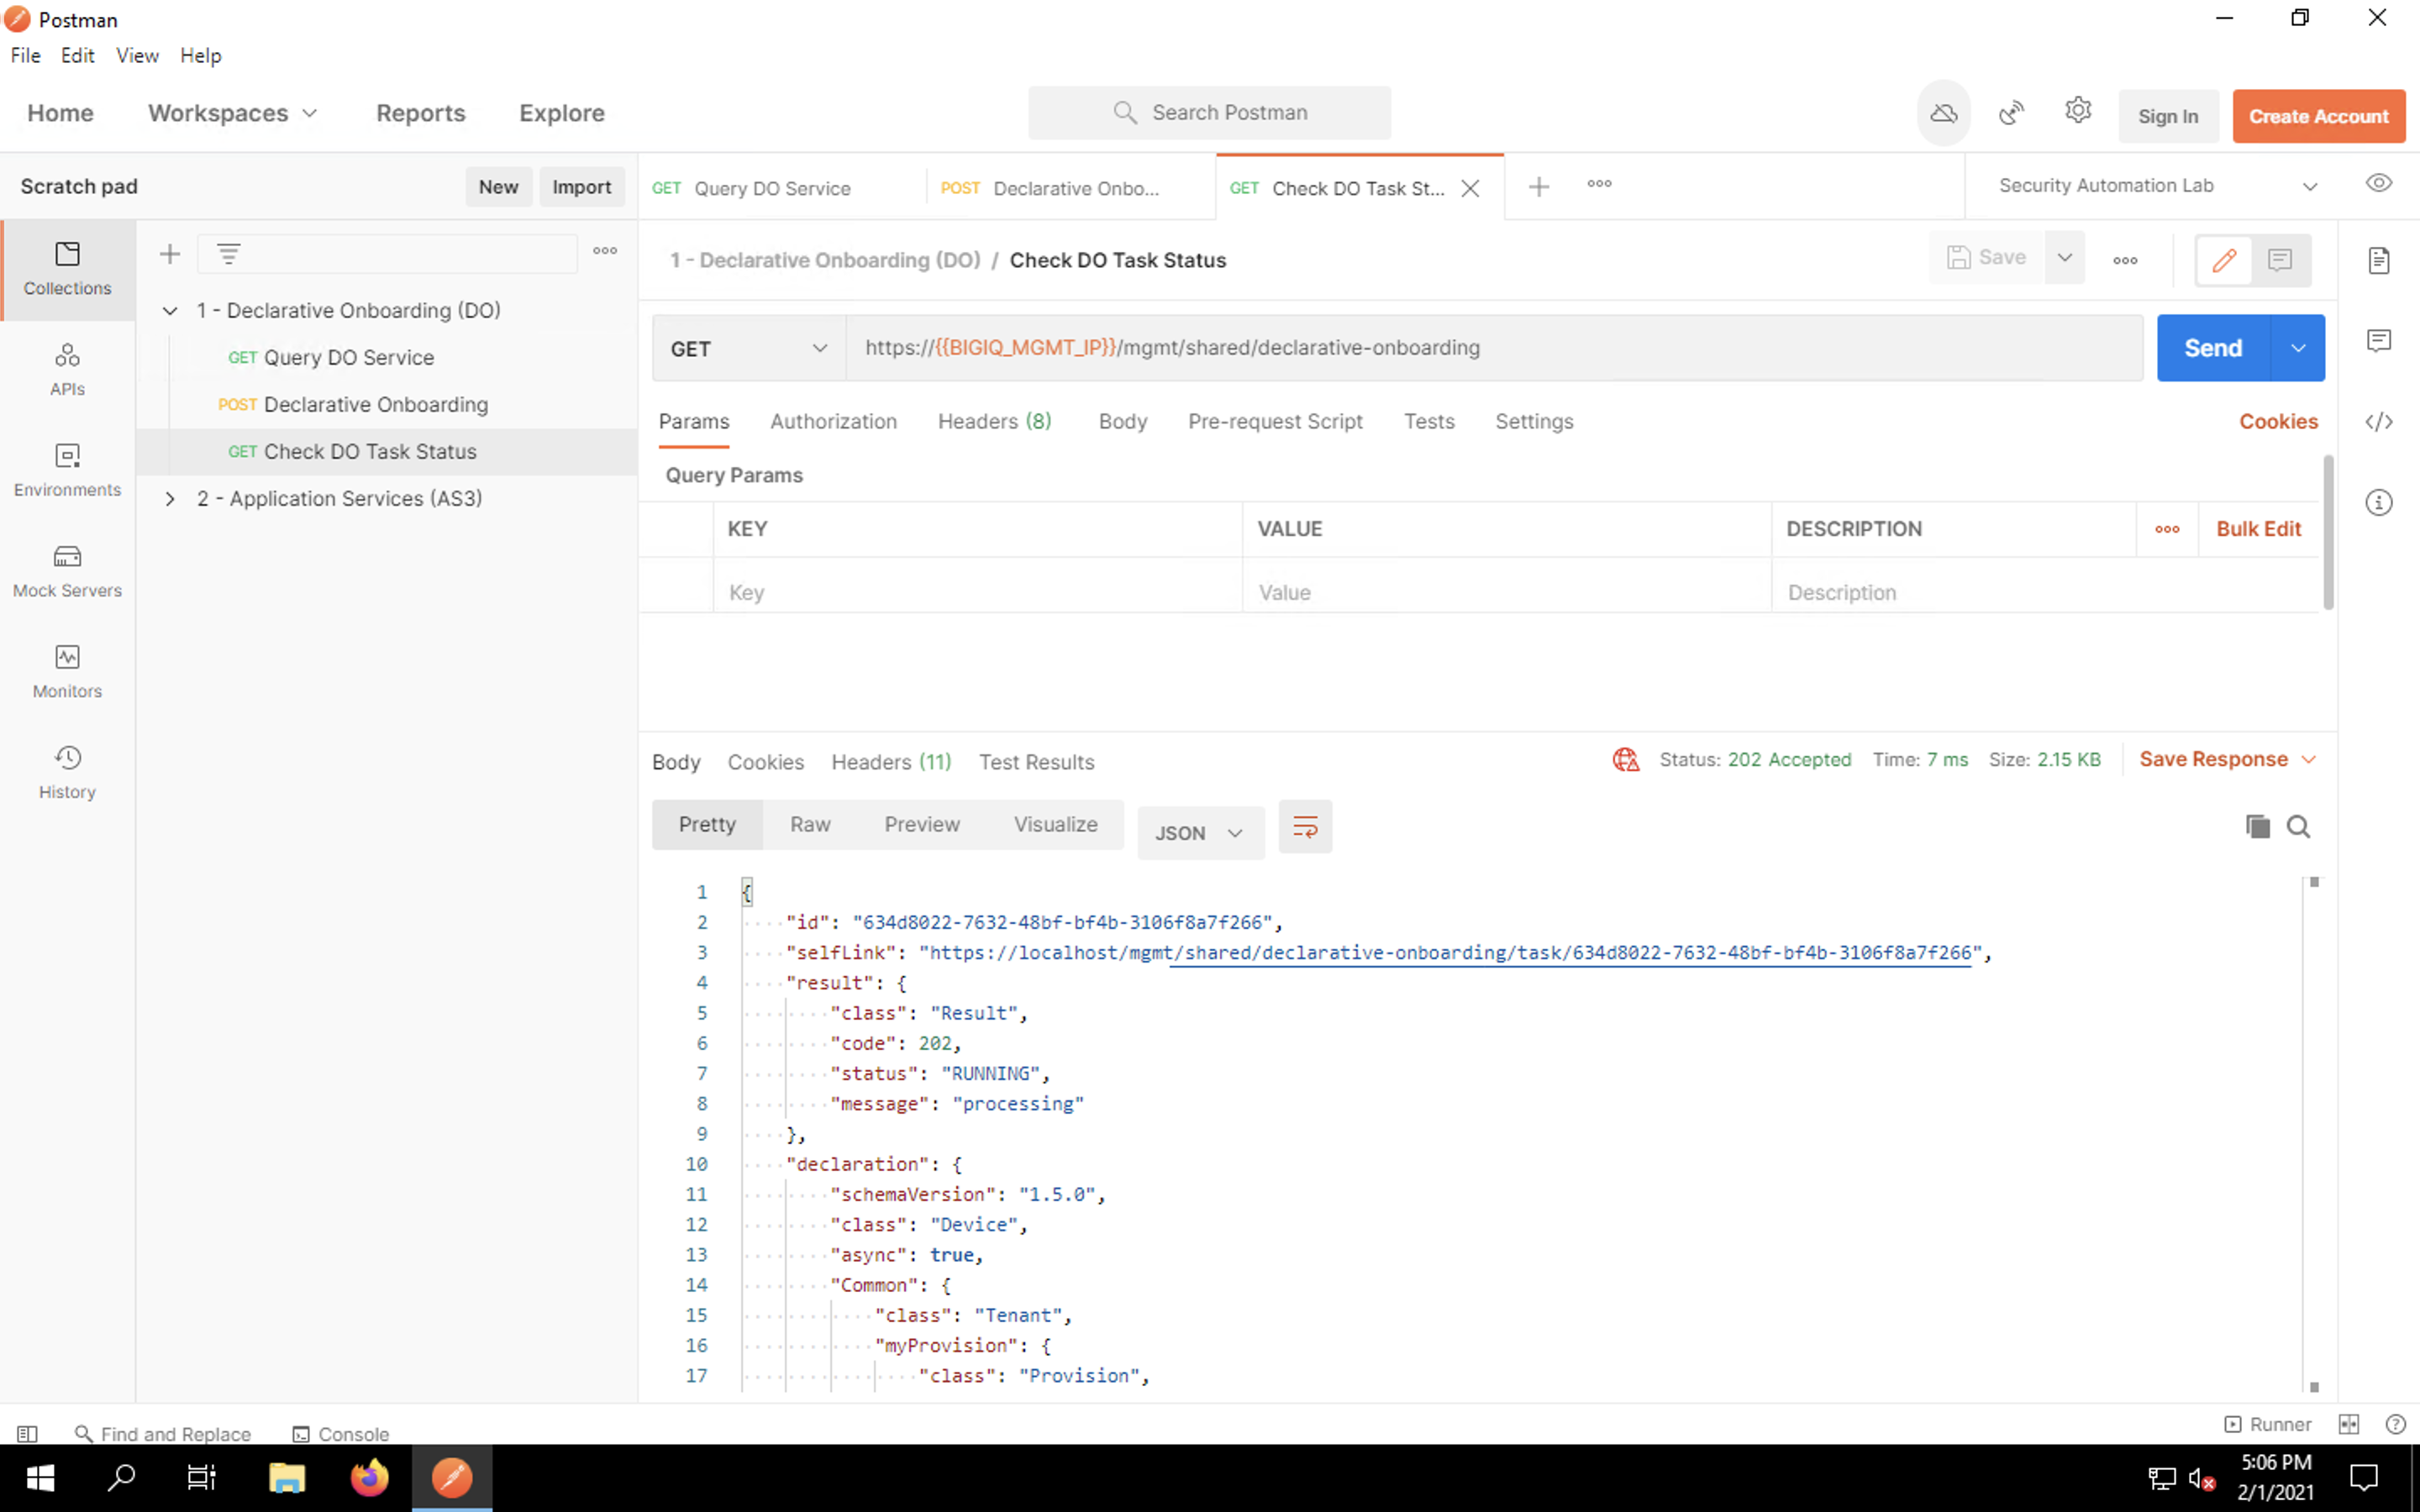 Postman
File Edit View Help
Home Workspaces Reports Explore Search Postman Sign In Create Account
Scratch pad New Import GET Query DO Service POST Declarative Onbo... GET Check DO Task St... Security Automation Lab
Collections
APIs
Environments
Mock Servers
Monitors
History
1 - Declarative Onboarding (DO)
GET Query DO Service
POST Declarative Onboarding
GET Check DO Task Status
2 - Application Services (AS3)
1 - Declarative Onboarding (DO) / Check DO Task Status Save
GET https://{{BIGIQ_MGMT_IP}}/mgmt/shared/declarative-onboarding Send
Params Authorization Headers (8) Body Pre-request Script Tests Settings Cookies
Query Params
KEY VALUE DESCRIPTION Bulk Edit
Key Value Description
Body Cookies Headers (11) Test Results Status: 202 Accepted Time: 7 ms Size: 2.15 KB Save Response
Pretty Raw Preview Visualize JSON
1 {
2 "id": "634d8022-7632-48bf-bf4b-3106f8a7f266",
3 "selfLink": "https://localhost/mgmt/shared/declarative-onboarding/task/634d8022-7632-48bf-bf4b-3106f8a7f266",
4 "result": {
5 "class": "Result",
6 "code": 202,
7 "status": "RUNNING",
8 "message": "processing"
9 },
10 "declaration": {
11 "schemaVersion": "1.5.0",
12 "class": "Device",
13 "async": true,
14 "Common": {
15 "class": "Tenant",
16 "myProvision": {
17 "class": "Provision",
Find and Replace Console Runner
5:06 PM
2/1/2021